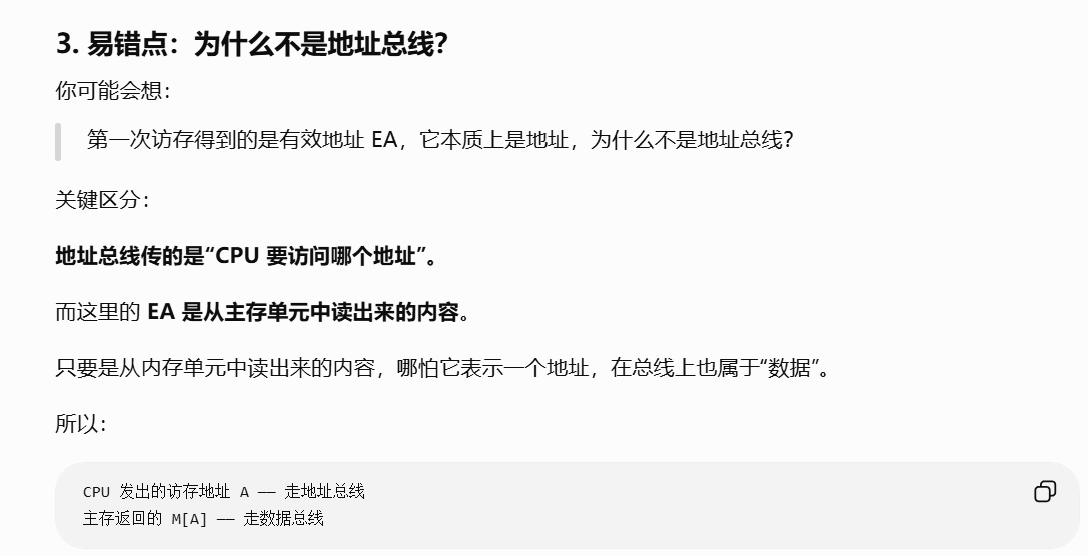 3. 易错点：为什么不是地址总线？
你可能会想：
第一次访存得到的是有效地址 EA，它本质上是地址，为什么不是地址总线？
关键区分：
地址总线传的是“CPU 要访问哪个地址”。
而这里的 EA 是从主存单元中读出来的内容。
只要是从内存单元中读出来的内容，哪怕它表示一个地址，在总线上也属于“数据”。
所以：
CPU 发出的访存地址 A —— 走地址总线
主存返回的 M[A] —— 走数据总线